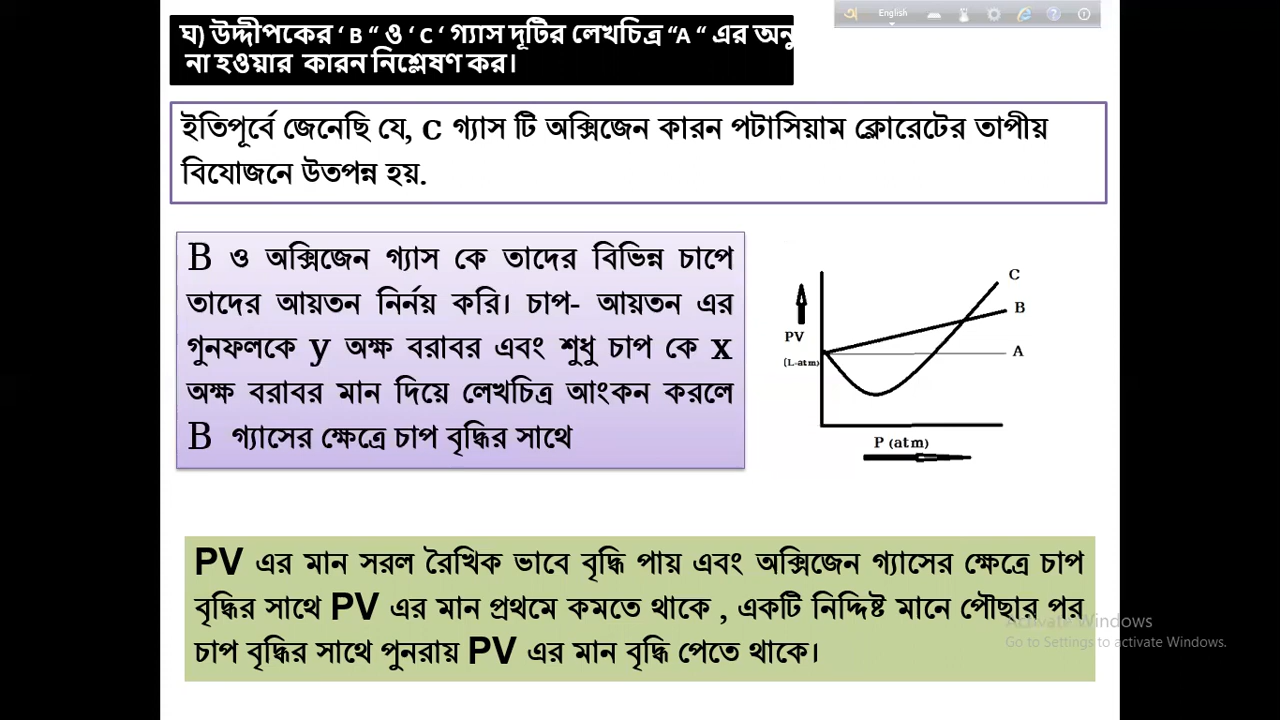 English
ঘ) উদ্দীপকের ‘ B “ ও ‘ C ‘ গ্যাস দূটির লেখচিত্র “A “ এর অনু
না হওয়ার কারন নিশ্লেষণ কর।
ইতিপূর্বে জেনেছি যে, C গ্যাস টি অক্সিজেন কারন পটাসিয়াম ক্লোরেটের তাপীয়
বিযোজনে উতপন্ন হয়.
B ও অক্সিজেন গ্যাস কে তাদের বিভিন্ন চাপে
তাদের আয়তন নির্নয় করি। চাপ- আয়তন এর
গুনফলকে y অক্ষ বরাবর এবং শুধু চাপ কে x
অক্ষ বরাবর মান দিয়ে লেখচিত্র আংকন করলে
B গ্যাসের ক্ষেত্রে চাপ বৃদ্ধির সাথে
C
B
PV
A
(L-atm)
P (atm)
PV এর মান সরল রৈখিক ভাবে বৃদ্ধি পায় এবং অক্সিজেন গ্যাসের ক্ষেত্রে চাপ
বৃদ্ধির সাথে PV এর মান প্রথমে কমতে থাকে , একটি নিদ্দিষ্ট মানে পৌছার পর
চাপ বৃদ্ধির সাথে পুনরায় PV এর মান বৃদ্ধি পেতে থাকে।
Activate Windows
Go to Settings to activate Windows.